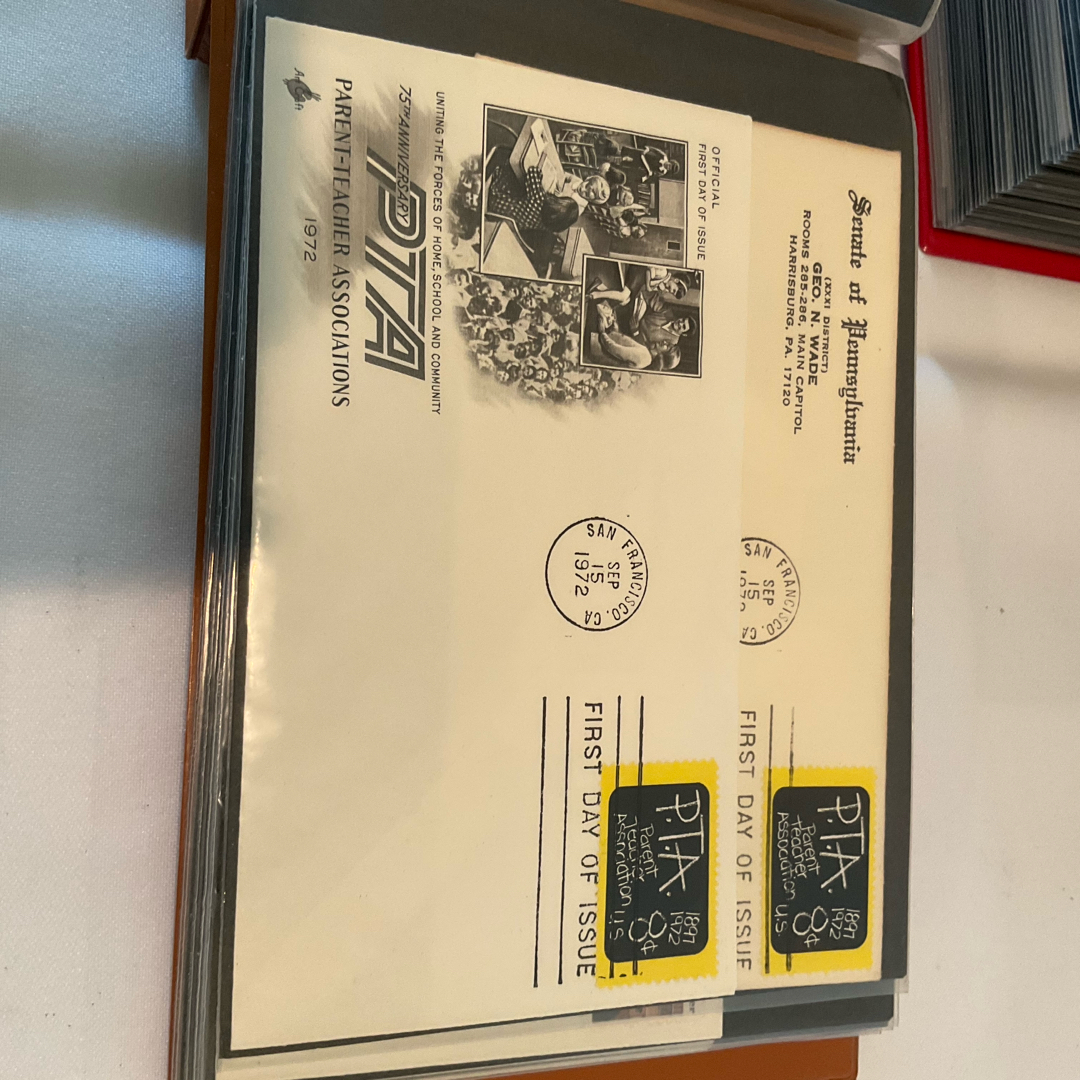 Senate of Pennsylvania
(XXXI DISTRICT)
GEO. N. WADE
ROOMS 285-286, MAIN CAPITOL
HARRISBURG, PA. 17120
SAN FRANCISCO, CA
SEP
15
FIRST DAY OF ISSUE
P.T.A.
1897
1972
Parent
Teacher
Association U.S.
8¢
OFFICIAL
FIRST DAY OF ISSUE
UNITING THE FORCES OF HOME, SCHOOL AND COMMUNITY
75TH ANNIVERSARY
PTA
PARENT-TEACHER ASSOCIATIONS
1972
ArtCraft
SAN FRANCISCO, CA
SEP
15
1972
FIRST DAY OF ISSUE
P.T.A.
1897
1972
Parent
Teacher
Association U.S.
8¢